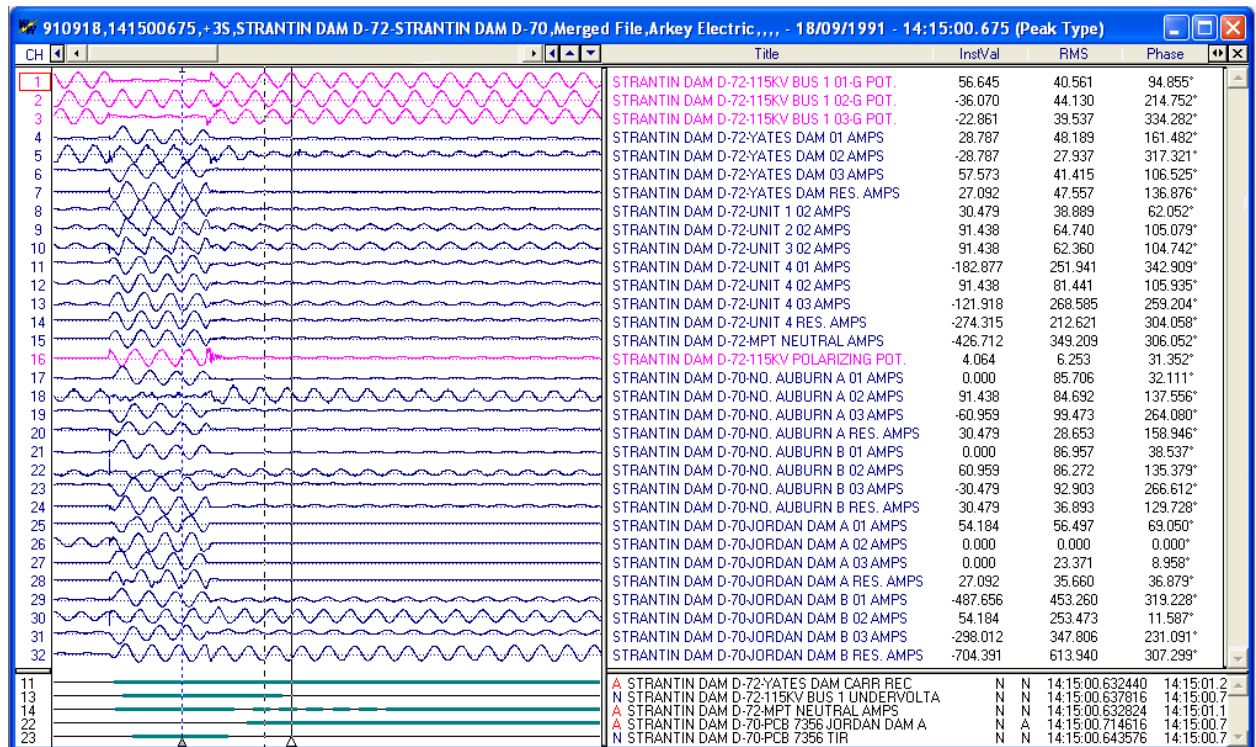 910918,141500675,+3S,STRANTIN DAM D-72-STRANTIN DAM D-70,Merged File,Arkey Electric,,,, - 18/09/1991 - 14:15:00.675 (Peak Type)
CH Title InstVal RMS Phase
1 STRANTIN DAM D-72-115KV BUS 1 01-G POT. 56.645 40.561 94.855°
2 STRANTIN DAM D-72-115KV BUS 1 02-G POT. -36.070 44.130 214.752°
3 STRANTIN DAM D-72-115KV BUS 1 03-G POT. -22.861 39.537 334.282°
4 STRANTIN DAM D-72-YATES DAM 01 AMPS 28.787 48.189 161.482°
5 STRANTIN DAM D-72-YATES DAM 02 AMPS -28.787 27.937 317.321°
6 STRANTIN DAM D-72-YATES DAM 03 AMPS 57.573 41.415 106.525°
7 STRANTIN DAM D-72-YATES DAM RES. AMPS 27.092 47.557 136.876°
8 STRANTIN DAM D-72-UNIT 1 02 AMPS 30.479 38.889 62.052°
9 STRANTIN DAM D-72-UNIT 2 02 AMPS 91.438 64.740 105.079°
10 STRANTIN DAM D-72-UNIT 3 02 AMPS 91.438 62.360 104.742°
11 STRANTIN DAM D-72-UNIT 4 01 AMPS -182.877 251.941 342.909°
12 STRANTIN DAM D-72-UNIT 4 02 AMPS 91.438 81.441 105.935°
13 STRANTIN DAM D-72-UNIT 4 03 AMPS -121.918 268.585 259.204°
14 STRANTIN DAM D-72-UNIT 4 RES. AMPS -274.315 212.621 304.058°
15 STRANTIN DAM D-72-MPT NEUTRAL AMPS -426.712 349.209 306.052°
16 STRANTIN DAM D-72-115KV POLARIZING POT. 4.064 6.253 31.352°
17 STRANTIN DAM D-70-NO. AUBURN A 01 AMPS 0.000 85.706 32.111°
18 STRANTIN DAM D-70-NO. AUBURN A 02 AMPS 91.438 84.692 137.556°
19 STRANTIN DAM D-70-NO. AUBURN A 03 AMPS -60.959 99.473 264.080°
20 STRANTIN DAM D-70-NO. AUBURN A RES. AMPS 30.479 28.653 158.946°
21 STRANTIN DAM D-70-NO. AUBURN B 01 AMPS 0.000 86.957 38.537°
22 STRANTIN DAM D-70-NO. AUBURN B 02 AMPS 60.959 86.272 135.379°
23 STRANTIN DAM D-70-NO. AUBURN B 03 AMPS -30.479 92.903 266.612°
24 STRANTIN DAM D-70-NO. AUBURN B RES. AMPS 30.479 36.893 129.728°
25 STRANTIN DAM D-70-JORDAN DAM A 01 AMPS 54.184 56.497 69.050°
26 STRANTIN DAM D-70-JORDAN DAM A 02 AMPS 0.000 0.000 0.000°
27 STRANTIN DAM D-70-JORDAN DAM A 03 AMPS 0.000 23.371 8.958°
28 STRANTIN DAM D-70-JORDAN DAM A RES. AMPS 27.092 35.660 36.879°
29 STRANTIN DAM D-70-JORDAN DAM B 01 AMPS -487.656 453.260 319.228°
30 STRANTIN DAM D-70-JORDAN DAM B 02 AMPS 54.184 253.473 11.587°
31 STRANTIN DAM D-70-JORDAN DAM B 03 AMPS -298.012 347.806 231.091°
32 STRANTIN DAM D-70-JORDAN DAM B RES. AMPS -704.391 613.940 307.299°
11 A STRANTIN DAM D-72-YATES DAM CARR REC N N 14:15:00.632440 14:15:01.2
13 N STRANTIN DAM D-72-115KV BUS 1 UNDERVOLTA N N 14:15:00.637816 14:15:00.7
14 A STRANTIN DAM D-72-MPT NEUTRAL AMPS N N 14:15:00.632824 14:15:01.1
22 A STRANTIN DAM D-70-PCB 7356 JORDAN DAM A N A 14:15:00.714616 14:15:00.7
23 N STRANTIN DAM D-70-PCB 7356 TIR N N 14:15:00.643576 14:15:00.7